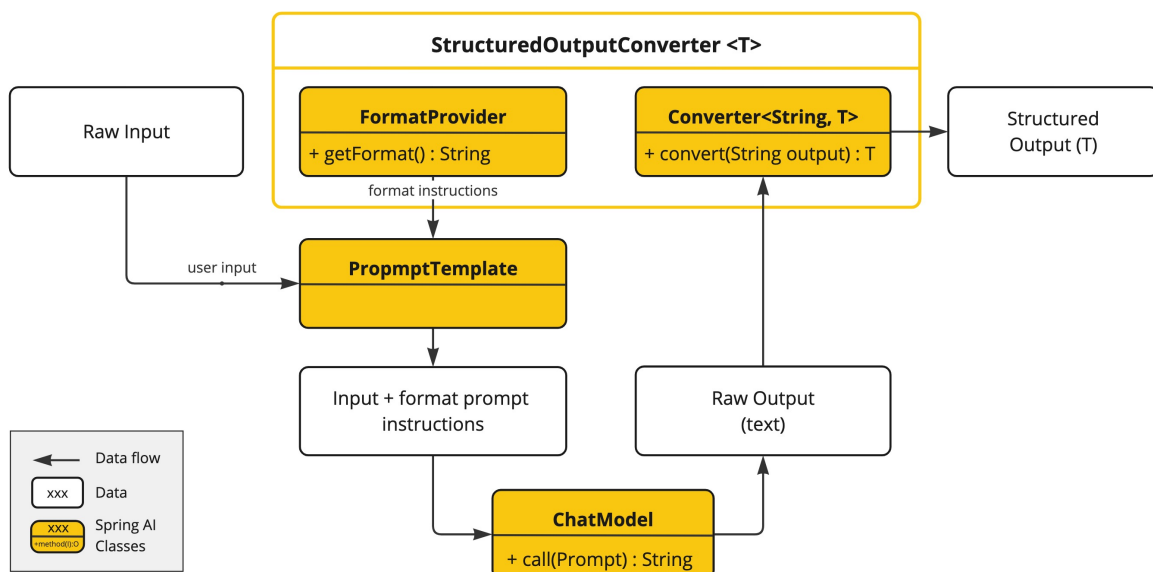 StructuredOutputConverter <T>
Raw Input
FormatProvider
+ getFormat() : String
Converter<String, T>
+ convert(String output) : T
Structured
Output (T)
format instructions
user input
PropmptTemplate
Input + format prompt
instructions
Raw Output
(text)
ChatModel
+ call(Prompt) : String
Data flow
xxx
Data
xxx
+method(I):O
Spring AI
Classes